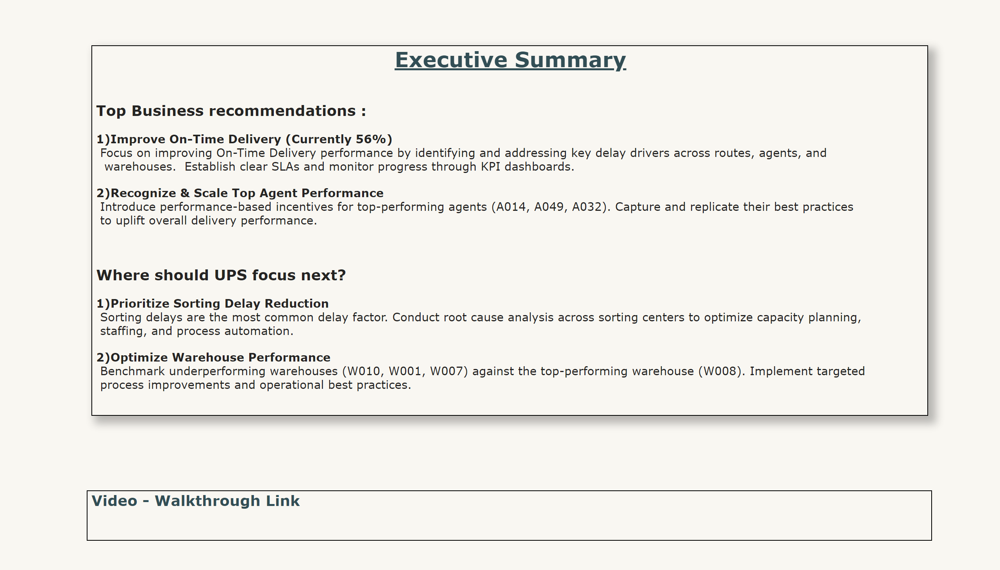 Executive Summary
Top Business recommendations :
1)Improve On-Time Delivery (Currently 56%)
Focus on improving On-Time Delivery performance by identifying and addressing key delay drivers across routes, agents, and
warehouses.  Establish clear SLAs and monitor progress through KPI dashboards.
2)Recognize & Scale Top Agent Performance
Introduce performance-based incentives for top-performing agents (A014, A049, A032). Capture and replicate their best practices
to uplift overall delivery performance.
Where should UPS focus next?
1)Prioritize Sorting Delay Reduction
Sorting delays are the most common delay factor. Conduct root cause analysis across sorting centers to optimize capacity planning,
staffing, and process automation.
2)Optimize Warehouse Performance
Benchmark underperforming warehouses (W010, W001, W007) against the top-performing warehouse (W008). Implement targeted
process improvements and operational best practices.
Video - Walkthrough Link